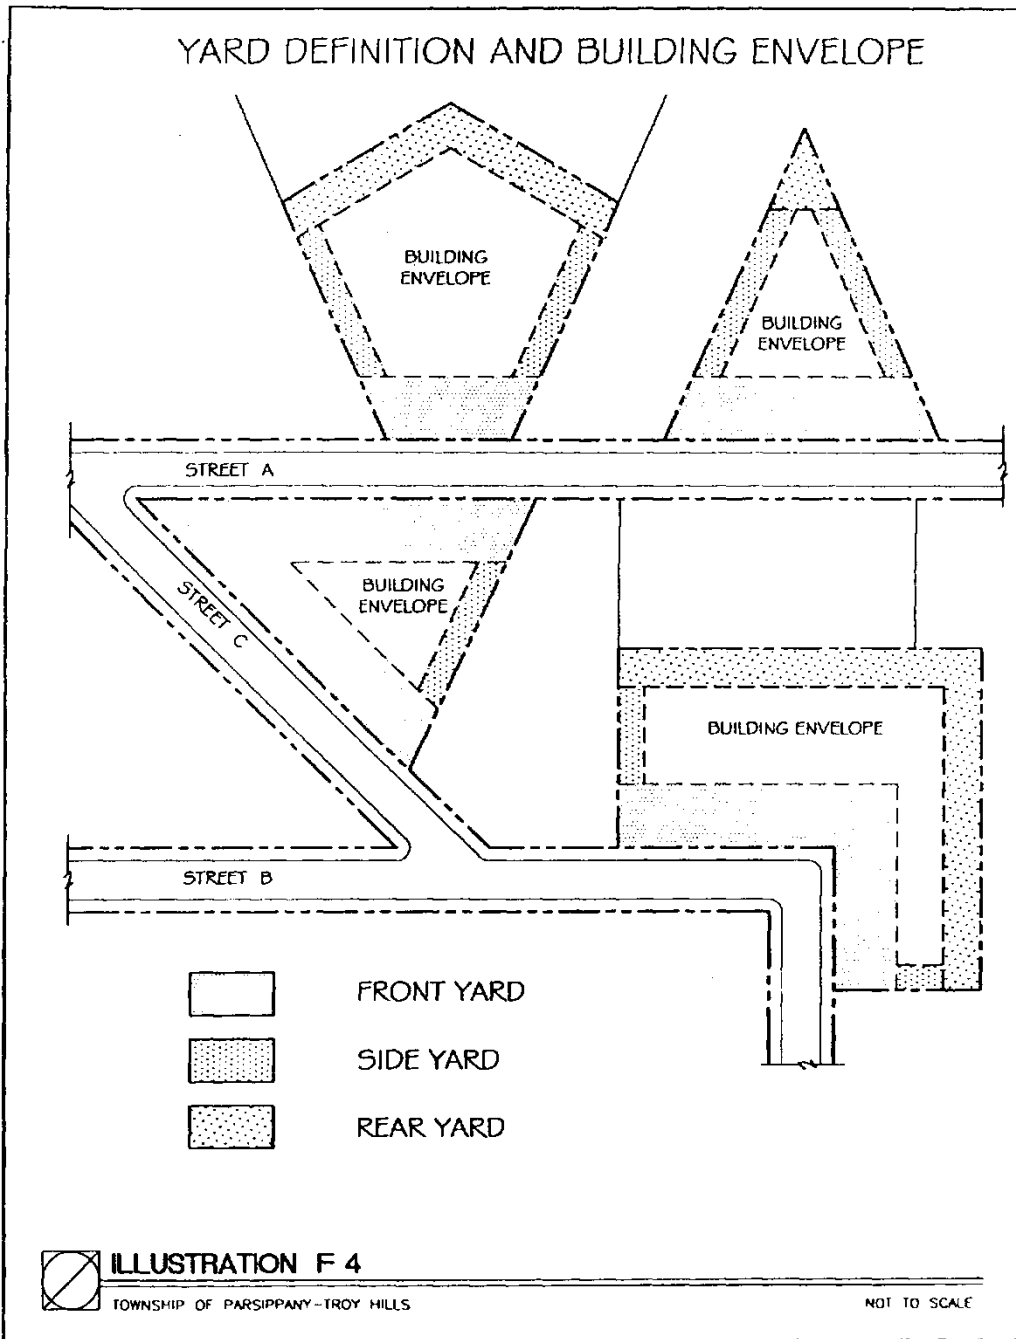 YARD DEFINITION AND BUILDING ENVELOPE
BUILDING
ENVELOPE
BUILDING
ENVELOPE
STREET A
BUILDING
ENVELOPE
STREET C
BUILDING ENVELOPE
STREET B
FRONT YARD
SIDE YARD
REAR YARD
ILLUSTRATION F 4
TOWNSHIP OF PARSIPPANY-TROY HILLS
NOT TO SCALE